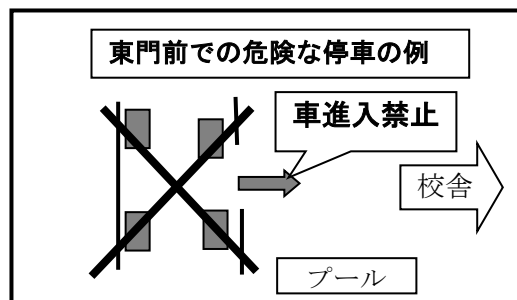 東門前での危険な停車の例
車進入禁止
校舎
プール